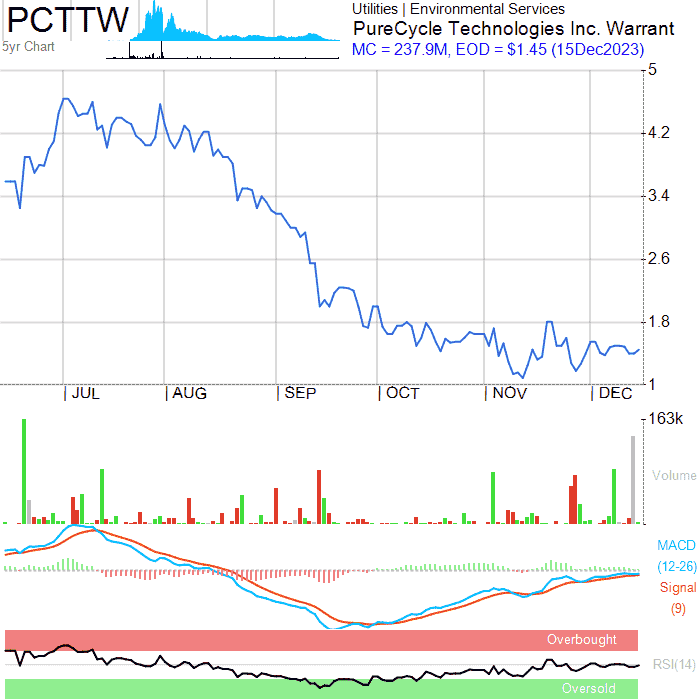 PCTTW
5yr Chart
Utilities | Environmental Services
PureCycle Technologies Inc. Warrant
MC = 237.9M, EOD = $1.45 (15Dec2023)
5
4.2
3.4
2.6
1.8
1
JUL
AUG
SEP
OCT
NOV
DEC
163k
Volume
MACD
(12-26)
Signal
(9)
Overbought
RSI(14)
Oversold